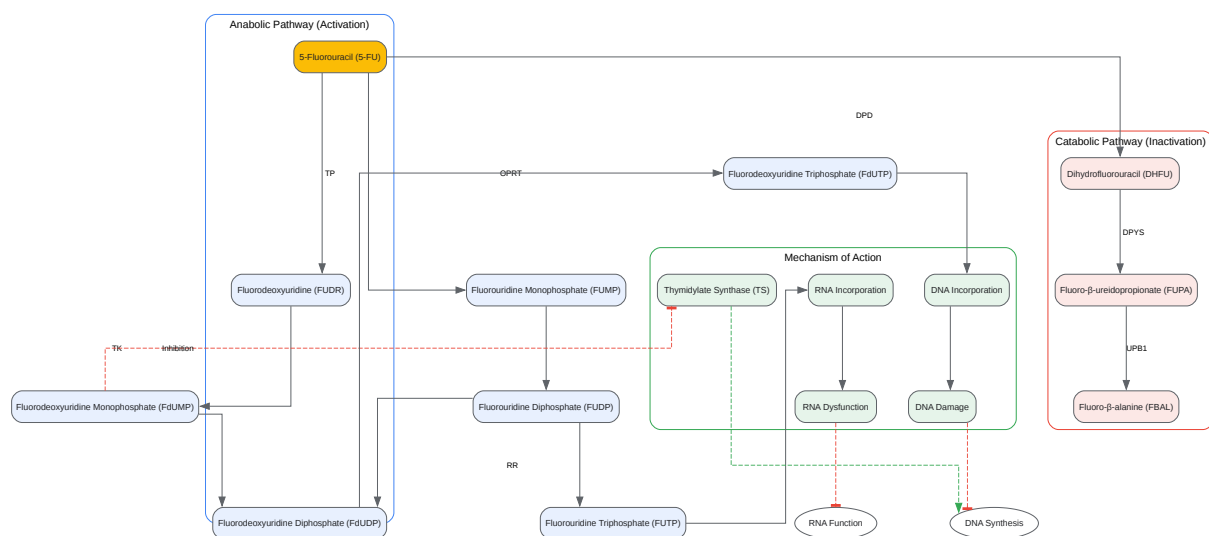 Anabolic Pathway (Activation)
5-Fluorouracil (5-FU)
DPD
Catabolic Pathway (Inactivation)
TP
OPRT
Fluorodeoxyuridine Triphosphate (FdUTP)
Dihydrofluorouracil (DHFU)
DPYS
Mechanism of Action
Fluorodeoxyuridine (FUDR)
Fluorouridine Monophosphate (FUMP)
Thymidylate Synthase (TS)
RNA Incorporation
DNA Incorporation
Fluoro-β-ureidopropionate (FUPA)
TK
Inhibition
UPB1
Fluorodeoxyuridine Monophosphate (FdUMP)
Fluorouridine Diphosphate (FUDP)
RNA Dysfunction
DNA Damage
Fluoro-β-alanine (FBAL)
RR
Fluorodeoxyuridine Diphosphate (FdUDP)
Fluorouridine Triphosphate (FUTP)
RNA Function
DNA Synthesis